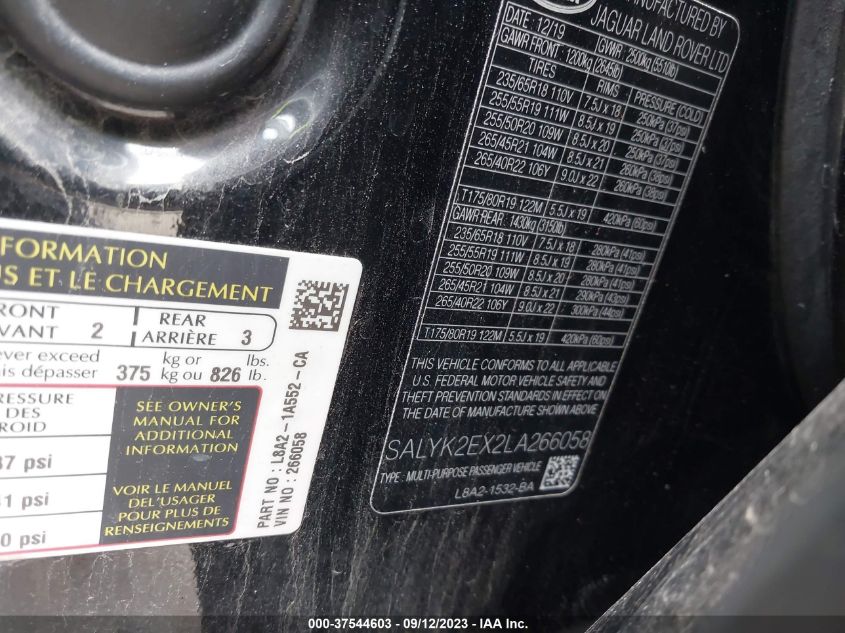 FORMATION
US ET LE CHARGEMENT
FRONT
AVANT 2 REAR
ARRIÈRE 3
ever exceed
ais dépasser 375 kg or
kg ou 826 lbs.
lb.
PRESSURE
DES
ROID
37 psi
41 psi
0 psi
SEE OWNER'S
MANUAL FOR
ADDITIONAL
INFORMATION
VOIR LE MANUEL
DEL'USAGER
POUR PLUS DE
RENSEIGNEMENTS
PART NO : L8A2-1A552-CA
VIN NO : 266058
MANUFACTURED BY
JAGUAR LAND ROVER LTD
DATE: 12/19 GVWR: 2500kg (5510lb)
GAWR FRONT: 1200kg (2645lb)
TIRES RIMS PRESSURE (COLD)
235/65R18 110V 7.5J x 18 250kPa (37psi)
255/55R19 111W 8.5J x 19 250kPa (37psi)
255/50R20 109W 8.5J x 20 250kPa (37psi)
265/45R21 104W 8.5J x 21 260kPa (38psi)
265/40R22 106Y 9.0J x 22 260kPa (38psi)
T175/80R19 122M 5.5J x 19 420kPa (60psi)
GAWR REAR: 1430kg (3150lb)
235/65R18 110V 7.5J x 18 280kPa (41psi)
255/55R19 111W 8.5J x 19 280kPa (41psi)
255/50R20 109W 8.5J x 20 280kPa (41psi)
265/45R21 104W 8.5J x 21 290kPa (43psi)
265/40R22 106Y 9.0J x 22 300kPa (44psi)
T175/80R19 122M 5.5J x 19 420kPa (60psi)
THIS VEHICLE CONFORMS TO ALL APPLICABLE
U.S. FEDERAL MOTOR VEHICLE SAFETY AND
THEFT PREVENTION STANDARDS IN EFFECT ON
THE DATE OF MANUFACTURE SHOWN ABOVE
SALYK2EX2LA266058
TYPE : MULTI-PURPOSE PASSENGER VEHICLE
L8A2-1532-BA
000-37544603 - 09/12/2023 - IAA Inc.